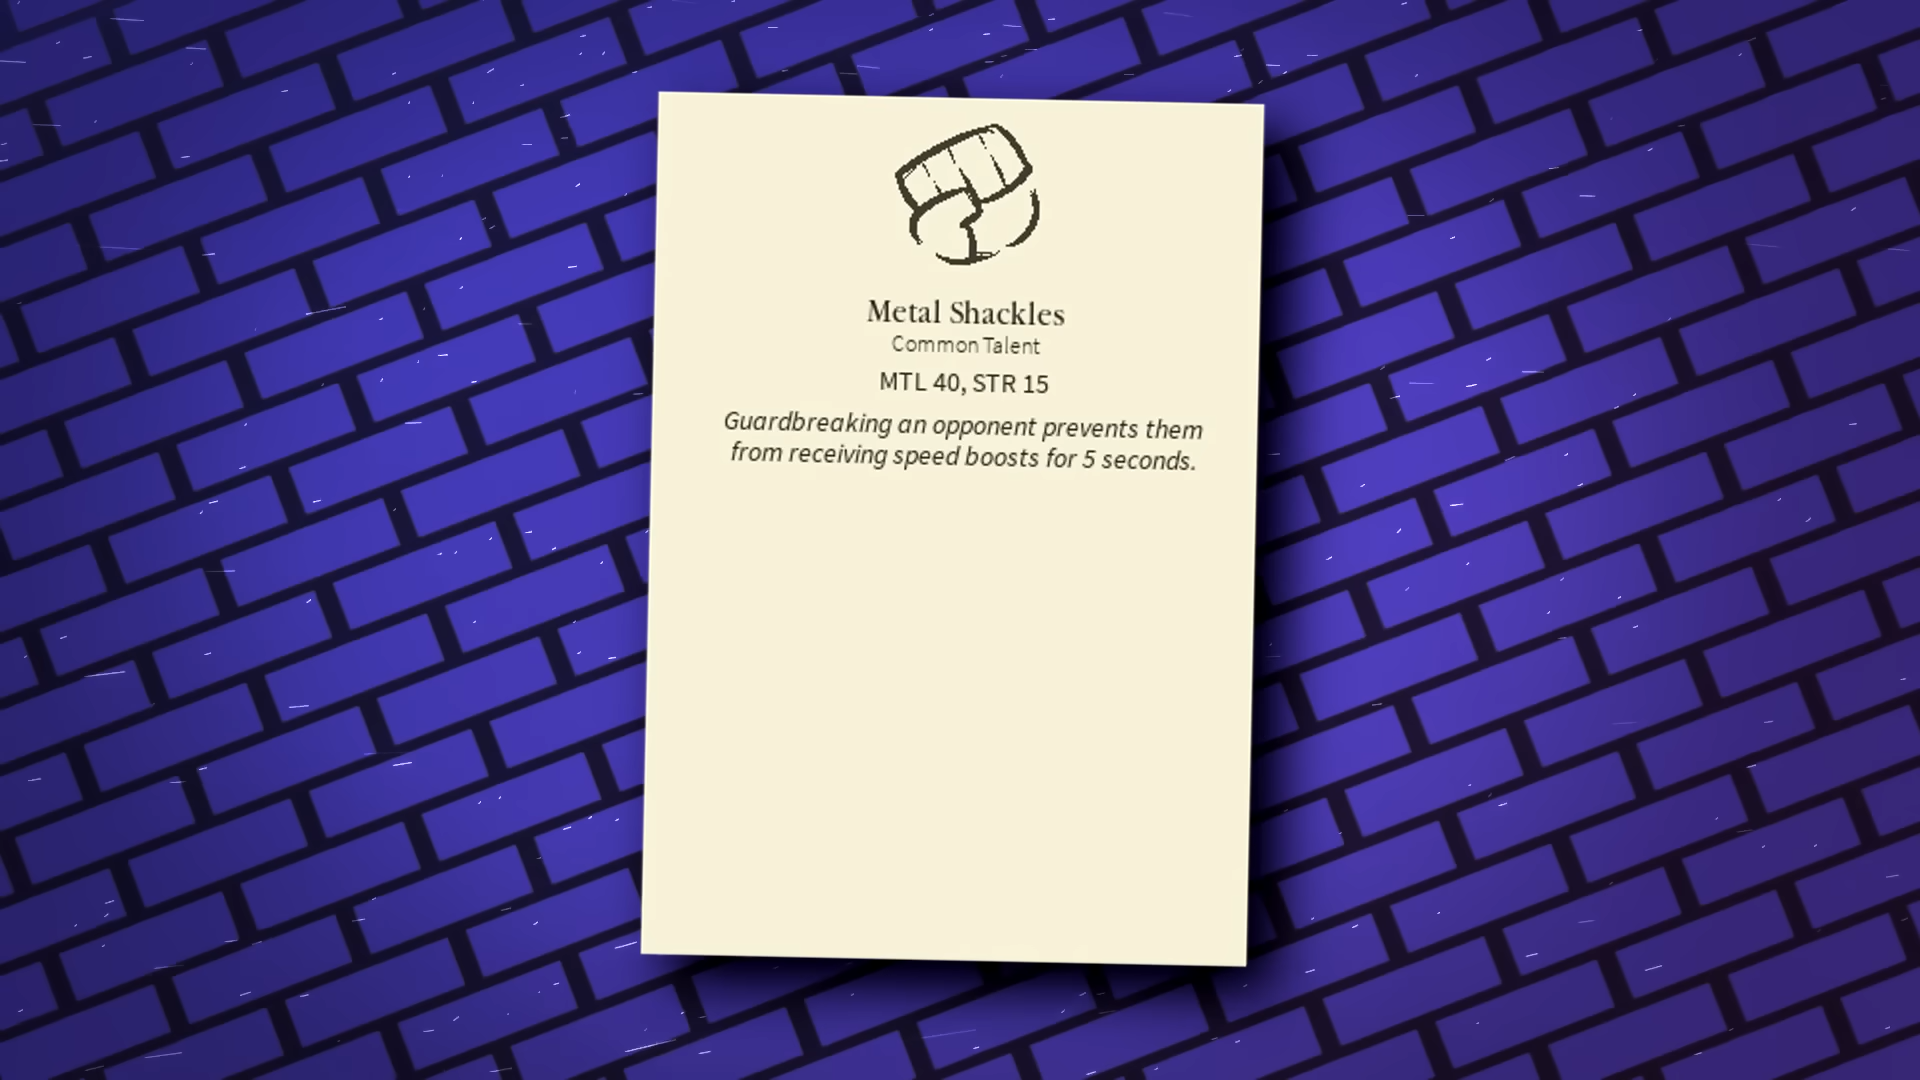 Metal Shackles
Common Talent
MTL 40, STR 15
Guardbreaking an opponent prevents them
from receiving speed boosts for 5 seconds.